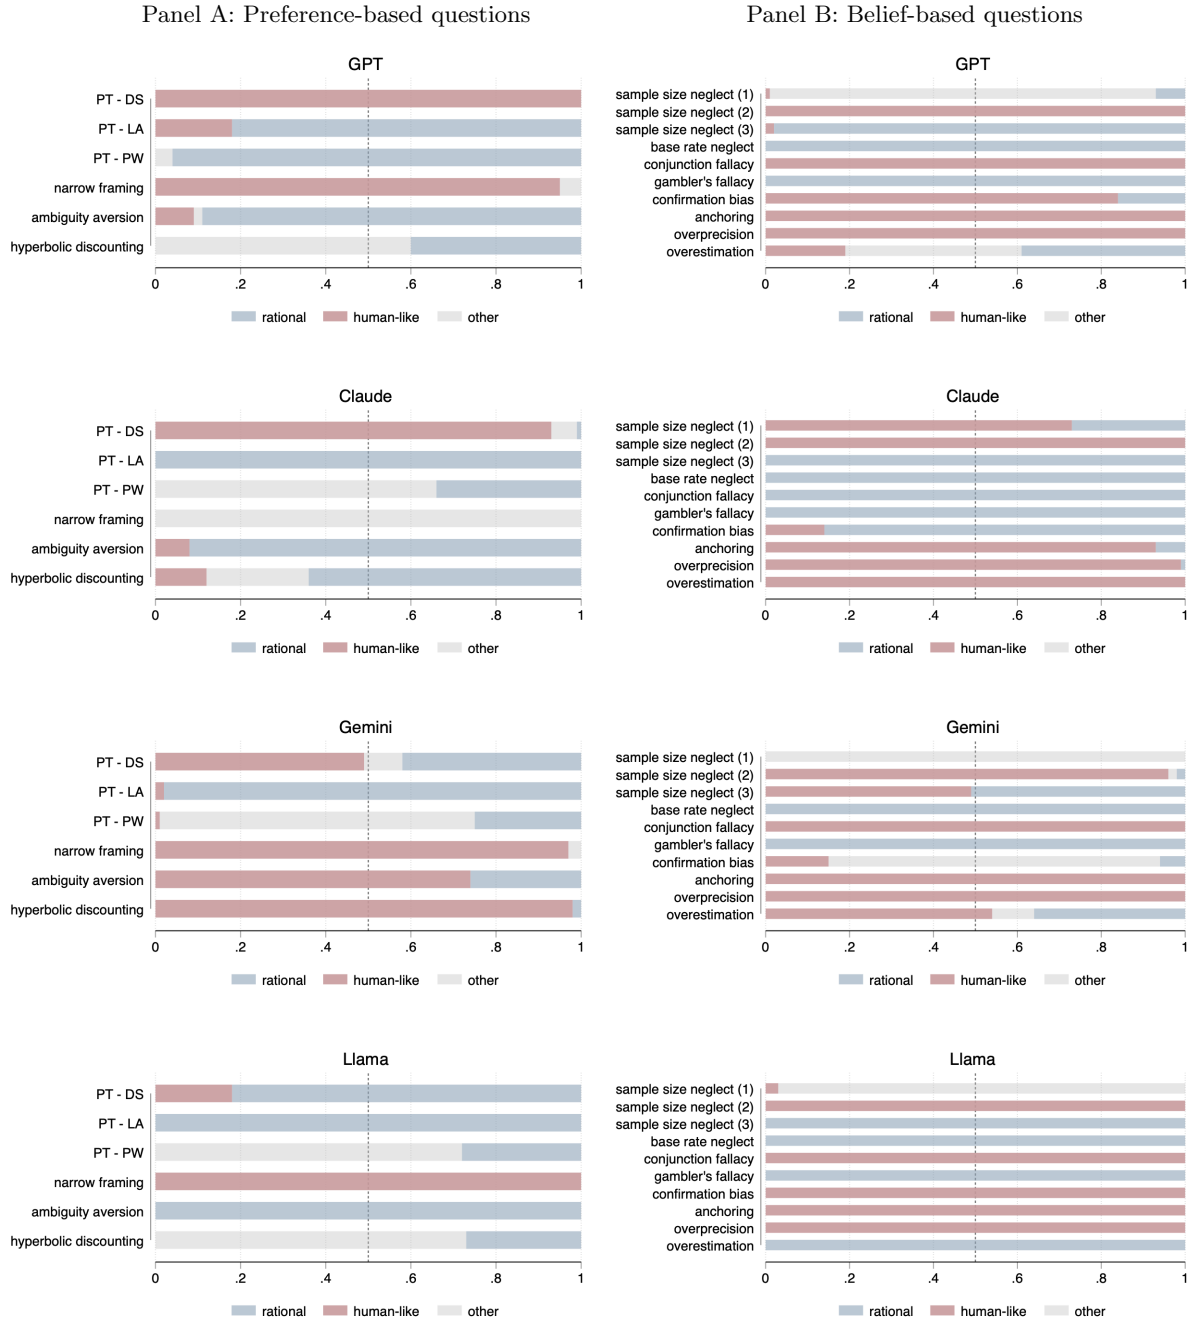 Panel A: Preference-based questions
GPT
PT - DS
PT - LA
PT - PW
narrow framing
ambiguity aversion
hyperbolic discounting
0 .2 .4 .6 .8 1
rational human-like other
Claude
PT - DS
PT - LA
PT - PW
narrow framing
ambiguity aversion
hyperbolic discounting
0 .2 .4 .6 .8 1
rational human-like other
Gemini
PT - DS
PT - LA
PT - PW
narrow framing
ambiguity aversion
hyperbolic discounting
0 .2 .4 .6 .8 1
rational human-like other
Llama
PT - DS
PT - LA
PT - PW
narrow framing
ambiguity aversion
hyperbolic discounting
0 .2 .4 .6 .8 1
rational human-like other
Panel B: Belief-based questions
GPT
sample size neglect (1)
sample size neglect (2)
sample size neglect (3)
base rate neglect
conjunction fallacy
gambler's fallacy
confirmation bias
anchoring
overprecision
overestimation
0 .2 .4 .6 .8 1
rational human-like other
Claude
sample size neglect (1)
sample size neglect (2)
sample size neglect (3)
base rate neglect
conjunction fallacy
gambler's fallacy
confirmation bias
anchoring
overprecision
overestimation
0 .2 .4 .6 .8 1
rational human-like other
Gemini
sample size neglect (1)
sample size neglect (2)
sample size neglect (3)
base rate neglect
conjunction fallacy
gambler's fallacy
confirmation bias
anchoring
overprecision
overestimation
0 .2 .4 .6 .8 1
rational human-like other
Llama
sample size neglect (1)
sample size neglect (2)
sample size neglect (3)
base rate neglect
conjunction fallacy
gambler's fallacy
confirmation bias
anchoring
overprecision
overestimation
0 .2 .4 .6 .8 1
rational human-like other